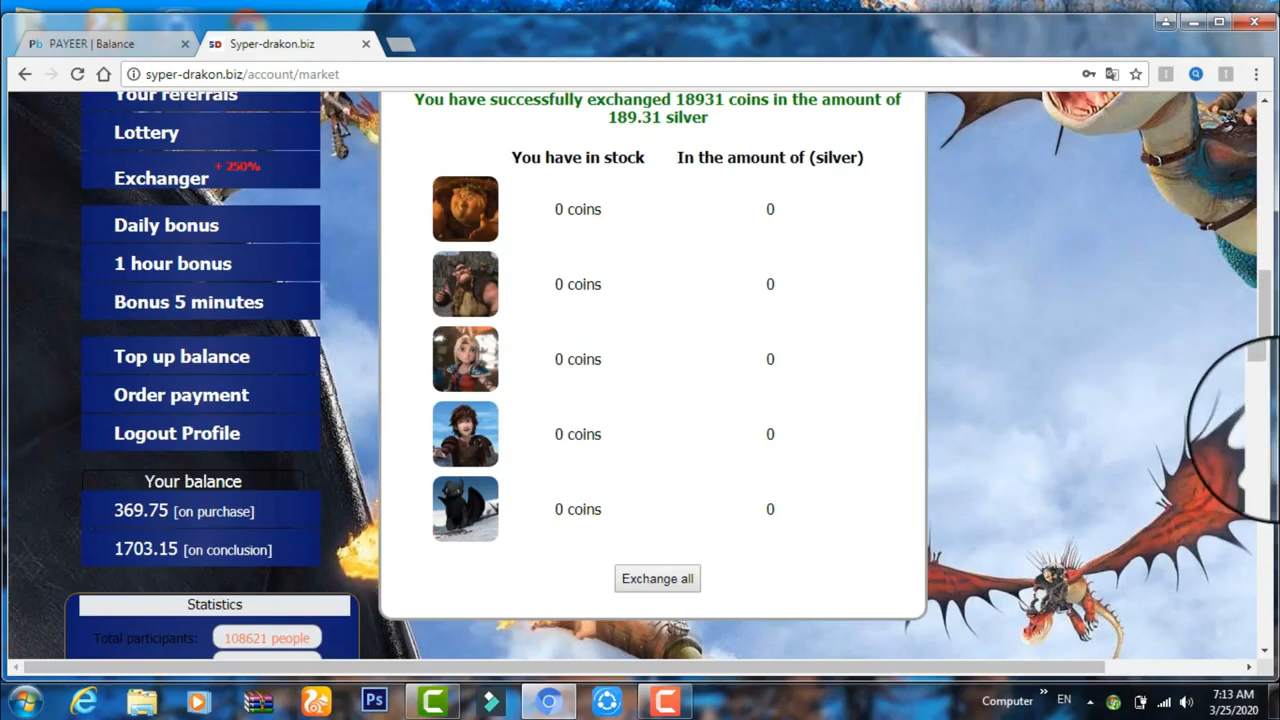 PAYEER | Balance
Syper-drakon.biz
syper-drakon.biz/account/market
Your referrals
Lottery
Exchanger + 250%
Daily bonus
1 hour bonus
Bonus 5 minutes
Top up balance
Order payment
Logout Profile
Your balance
369.75 [on purchase]
1703.15 [on conclusion]
Statistics
Total participants: 108621 people
You have successfully exchanged 18931 coins in the amount of
189.31 silver
You have in stock In the amount of (silver)
0 coins 0
0 coins 0
0 coins 0
0 coins 0
0 coins 0
Exchange all
Computer
EN
7:13 AM
3/25/2020